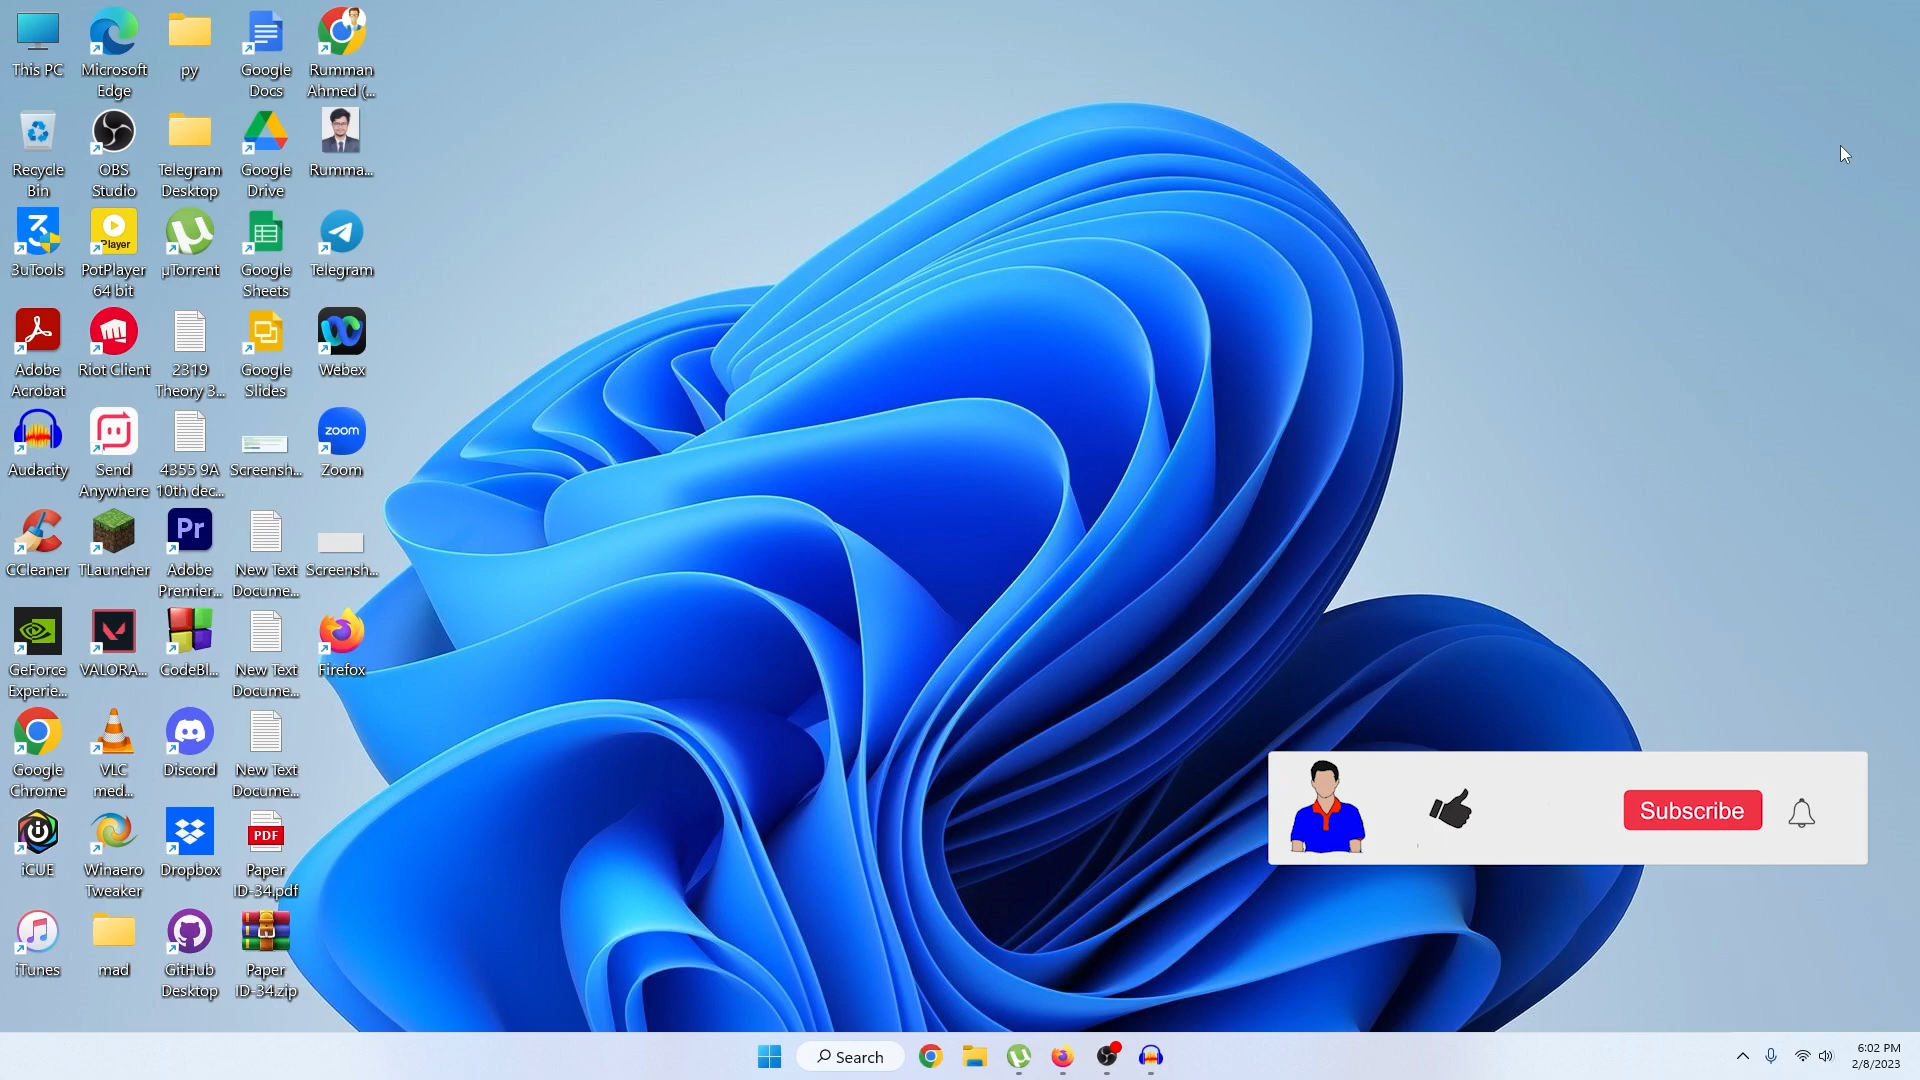 This PC
Microsoft
Edge
py
Google
Docs
Rumman
Ahmed (...
Recycle
Bin
OBS
Studio
Telegram
Desktop
Google
Drive
Rumma...
3uTools
Player
PotPlayer
64 bit
µTorrent
Google
Sheets
Telegram
Adobe
Acrobat
Riot Client
2319
Theory 3...
Google
Slides
Webex
Audacity
Send
Anywhere
4355 9A
10th dec...
Screensh...
zoom
Zoom
CCleaner
TLauncher
Pr
Adobe
Premier...
New Text
Docume...
Screensh...
GeForce
Experie...
VALORA...
CodeBl...
New Text
Docume...
Firefox
Google
Chrome
VLC
med...
Discord
New Text
Docume...
iCUE
Winaero
Tweaker
Dropbox
PDF
Paper
ID-34.pdf
iTunes
mad
GitHub
Desktop
Paper
ID-34.zip
Subscribe
Search
6:02 PM
2/8/2023